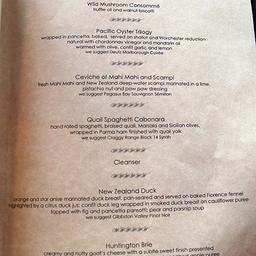 Wild Mushroom Consommé
truffle oil and walnut biscotti
Pacific Oyster Trilogy
wrapped in pancetta, baked, served on shallot and Worchester reduction
natural with chardonnay vinegar and mandarin oil
warmed with olive, confit garlic and lemon
we suggest Deutz Marlborough Cuvée
Ceviche of Mahi Mahi and Scampi
fresh Mahi Mahi and New Zealand deep-water scampi marinated in a lime,
pistachio nut and paw paw dressing
we suggest Pegasus Bay Sauvignon Sémillon
Quail Spaghetti Cabonara
hand rolled spaghetti, braised quail, Marsala and Sicilian olives,
wrapped in Parma ham finished with quail yolk
we suggest Craggy Range Block 14 Syrah
Cleanser
New Zealand Duck
orange and star anise marinated duck breast, pan-seared and served on baked Florence fennel
highlighted by a citrus duck jus; confit duck leg wrapped in smoked duck breast on cauliflower puree
topped with fig and pancetta pansotti; pear and parsnip soup
we suggest Gibbston Valley Pinot Noir
Huntington Brie
creamy and nutty goat's cheese with a subtle sweet finish presented